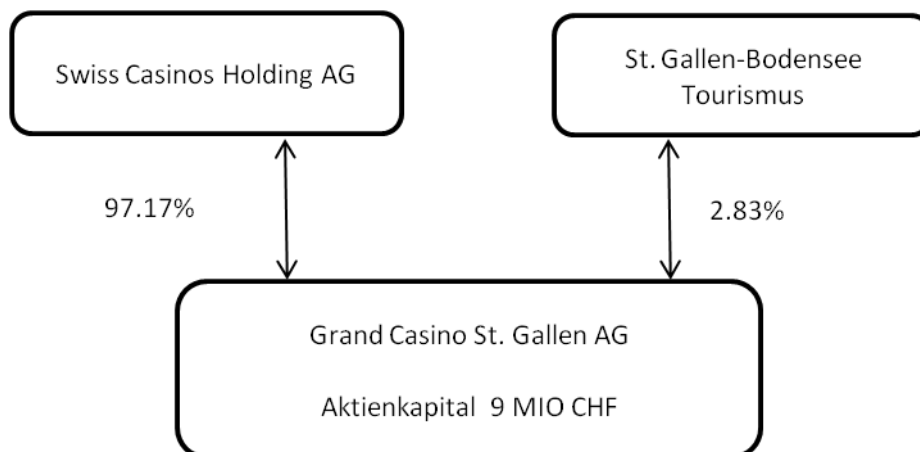 Swiss Casinos Holding AG
St. Gallen-Bodensee
Tourismus
97.17%
2.83%
Grand Casino St. Gallen AG
Aktienkapital 9 MIO CHF